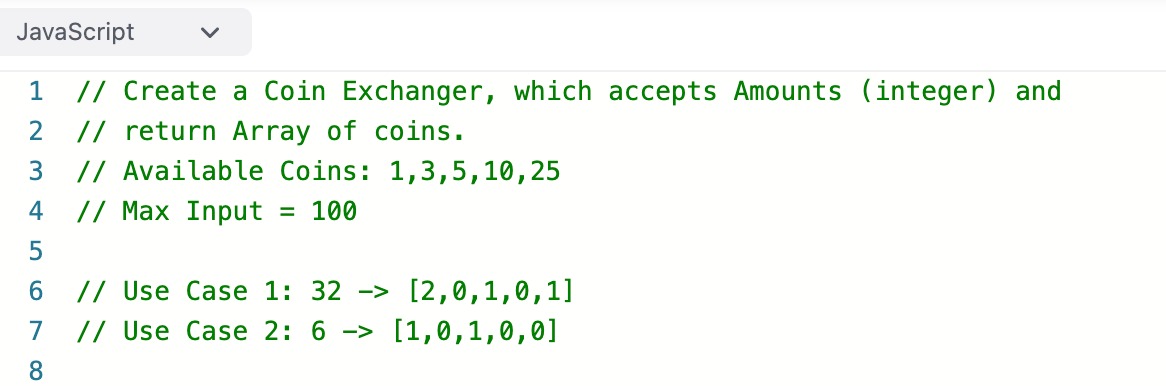 JavaScript
1 // Create a Coin Exchanger, which accepts Amounts (integer) and
2 // return Array of coins.
3 // Available Coins: 1,3,5,10,25
4 // Max Input = 100
5
6 // Use Case 1: 32 -> [2,0,1,0,1]
7 // Use Case 2: 6 -> [1,0,1,0,0]
8